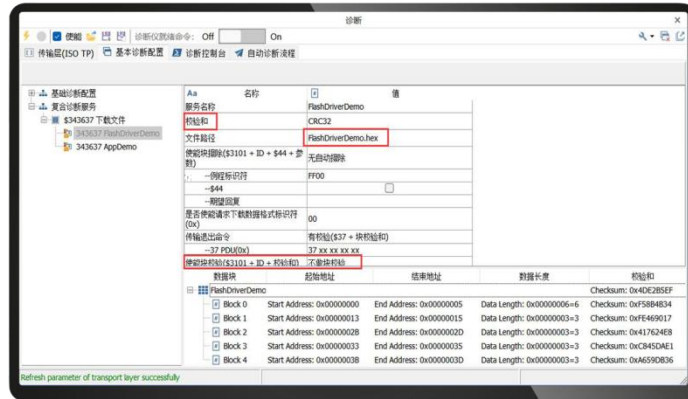 诊断
使能
诊断仪就绪命令: Off On
传输层(ISO TP) 基本诊断配置 诊断控制台 自动诊断流程
基础诊断配置
复合诊断服务
$343637 下载文件
343637 FlashDriverDemo
343637 AppDemo
Aa 名称 # 值
服务名称 FlashDriverDemo
校验和 CRC32
文件路径 FlashDriverDemo.hex
使能块擦除($3101 + ID + $44 + 参数) 无自动擦除
--例程标识符 FF00
--$44
--期望回复
是否使能请求下载数据格式标识符(0x) 00
传输退出命令 有校验($37 + 块校验和)
--37 PDU(0x) 37 xx xx xx xx
使能块校验($3101 + ID + 校验和) 不做块校验
数据块 起始地址 结束地址 数据长度 校验和
FlashDriverDemo Checksum: 0x4DE2B5EF
Block 0 Start Address: 0x00000000 End Address: 0x00000005 Data Length: 0x00000006=6 Checksum: 0xF58B4B34
Block 1 Start Address: 0x00000013 End Address: 0x00000015 Data Length: 0x00000003=3 Checksum: 0xFE469017
Block 2 Start Address: 0x0000002B End Address: 0x0000002D Data Length: 0x00000003=3 Checksum: 0x417624E8
Block 3 Start Address: 0x00000033 End Address: 0x00000035 Data Length: 0x00000003=3 Checksum: 0xC845DAE1
Block 4 Start Address: 0x0000003B End Address: 0x0000003D Data Length: 0x00000003=3 Checksum: 0xA659DB36
Refresh parameter of transport layer successfully